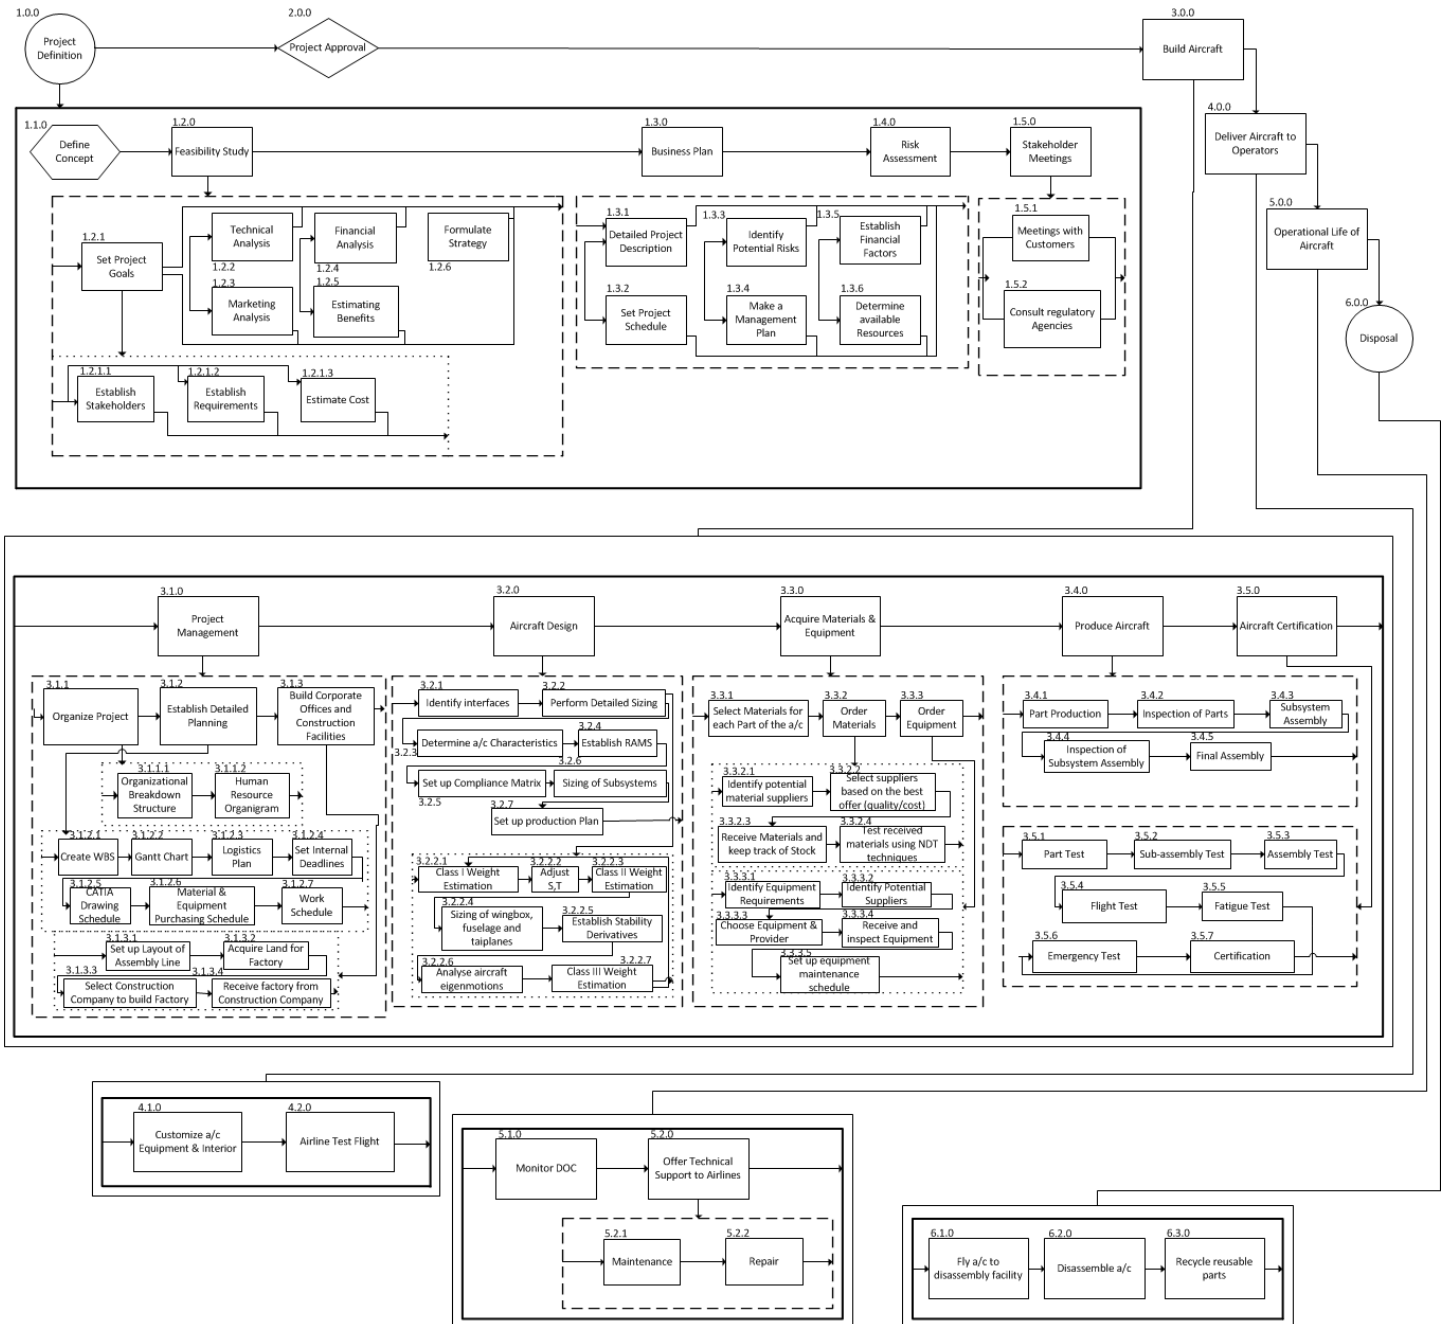 1.0.0
Project
Definition
2.0.0
Project Approval
3.0.0
Build Aircraft
4.0.0
Deliver Aircraft to
Operators
5.0.0
Operational Life of
Aircraft
6.0.0
Disposal
1.1.0
Define
Concept
1.2.0
Feasibility Study
1.3.0
Business Plan
1.4.0
Risk
Assessment
1.5.0
Stakeholder
Meetings
1.2.1
Set Project
Goals
Technical
Analysis
1.2.2
1.2.3
Marketing
Analysis
Financial
Analysis
1.2.4
1.2.5
Estimating
Benefits
Formulate
Strategy
1.2.6
1.2.1.1
Establish
Stakeholders
1.2.1.2
Establish
Requirements
1.2.1.3
Estimate Cost
1.3.1
Detailed Project
Description
1.3.2
Set Project
Schedule
1.3.3
Identify
Potential Risks
1.3.4
Make a
Management
Plan
1.3.5
Establish
Financial
Factors
1.3.6
Determine
available
Resources
1.5.1
Meetings with
Customers
1.5.2
Consult regulatory
Agencies
3.1.0
Project
Management
3.2.0
Aircraft Design
3.3.0
Acquire Materials &
Equipment
3.4.0
Produce Aircraft
3.5.0
Aircraft Certification
3.1.1
Organize Project
3.1.2
Establish Detailed
Planning
3.1.3
Build Corporate
Offices and
Construction
Facilities
3.1.1.1
Organizational
Breakdown
Structure
3.1.1.2
Human
Resource
Organigram
3.1.2.1
Create WBS
3.1.2.2
Gantt Chart
3.1.2.3
Logistics
Plan
3.1.2.4
Set Internal
Deadlines
3.1.2.5
CATIA
Drawing
Schedule
3.1.2.6
Material &
Equipment
Purchasing Schedule
3.1.2.7
Work
Schedule
3.1.3.1
Set up Layout of
Assembly Line
3.1.3.2
Acquire Land for
Factory
3.1.3.3
Select Construction
Company to build Factory
3.1.3.4
Receive factory from
Construction Company
3.2.1
Identify interfaces
3.2.2
Perform Detailed Sizing
3.2.3
Determine a/c Characteristics
3.2.4
Establish RAMS
3.2.5
Set up Compliance Matrix
3.2.6
Sizing of Subsystems
3.2.7
Set up production Plan
3.2.2.1
Class I Weight
Estimation
3.2.2.2
Adjust
S,T
3.2.2.3
Class II Weight
Estimation
3.2.2.4
Sizing of wingbox,
fuselage and
taiplanes
3.2.2.5
Establish Stability
Derivatives
3.2.2.6
Analyse aircraft
eigenmotions
3.2.2.7
Class III Weight
Estimation
3.3.1
Select Materials for
each Part of the a/c
3.3.2
Order
Materials
3.3.3
Order
Equipment
3.3.2.1
Identify potential
material suppliers
3.3.2.2
Select suppliers
based on the best
offer (quality/cost)
3.3.2.3
Receive Materials and
keep track of Stock
3.3.2.4
Test received
materials using NDT
techniques
3.3.3.1
Identify Equipment
Requirements
3.3.3.2
Identify Potential
Suppliers
3.3.3.3
Choose Equipment &
Provider
3.3.3.4
Receive and
inspect Equipment
3.3.3.5
Set up equipment
maintenance
schedule
3.4.1
Part Production
3.4.2
Inspection of Parts
3.4.3
Subsystem
Assembly
3.4.4
Inspection of
Subsystem Assembly
3.4.5
Final Assembly
3.5.1
Part Test
3.5.2
Sub-assembly Test
3.5.3
Assembly Test
3.5.4
Flight Test
3.5.5
Fatigue Test
3.5.6
Emergency Test
3.5.7
Certification
4.1.0
Customize a/c
Equipment & Interior
4.2.0
Airline Test Flight
5.1.0
Monitor DOC
5.2.0
Offer Technical
Support to Airlines
5.2.1
Maintenance
5.2.2
Repair
6.1.0
Fly a/c to
disassembly facility
6.2.0
Disassemble a/c
6.3.0
Recycle reusable
parts